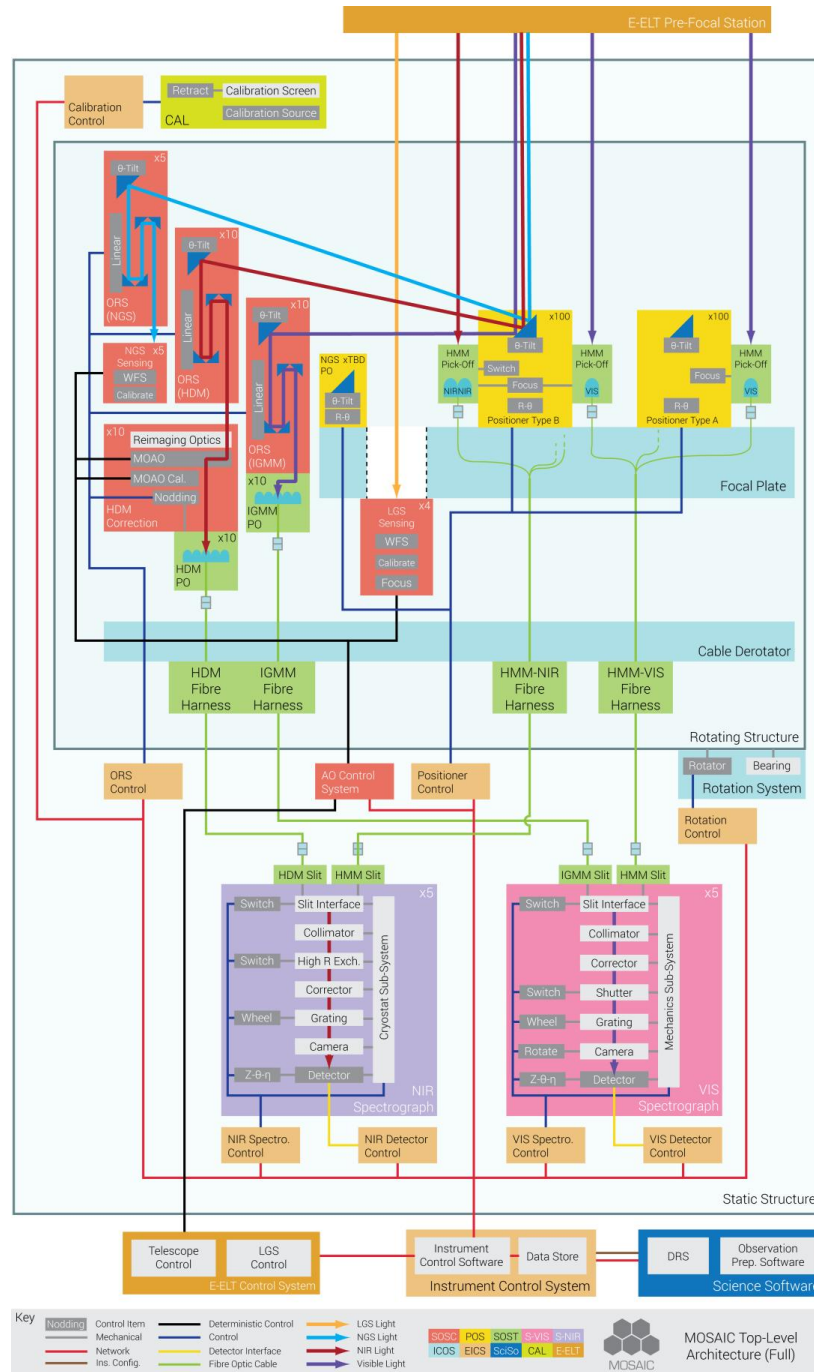 E-ELT Pre-Focal Station
Calibration
Control
Retract
Calibration Screen
Calibration Source
CAL
x5
θ-Tilt
Linear
ORS
(NGS)
x10
θ-Tilt
Linear
ORS
(HDM)
x10
θ-Tilt
Linear
ORS
(IGMM)
NGS
Sensing
x5
WFS
Calibrate
x10
Reimaging Optics
MOAO
MOAO Cal.
Nodding
HDM
Correction
x10
HDM
PO
x10
IGMM
PO
NGS xTBD
PO
θ-Tilt
R-θ
HMM
Pick-Off
NIR
NIR
x100
θ-Tilt
Switch
Focus
R-θ
Positioner Type B
HMM
Pick-Off
VIS
x100
θ-Tilt
Focus
R-θ
Positioner Type A
HMM
Pick-Off
VIS
Focal Plate
LGS
Sensing
x4
WFS
Calibrate
Focus
Cable Derotator
HDM
Fibre
Harness
IGMM
Fibre
Harness
HMM-NIR
Fibre
Harness
HMM-VIS
Fibre
Harness
Rotating Structure
ORS
Control
AO Control
System
Positioner
Control
Rotator
Bearing
Rotation System
Rotation
Control
HDM Slit
HMM Slit
IGMM Slit
HMM Slit
x5
Switch
Slit Interface
Collimator
Switch
High R Exch.
Corrector
Wheel
Grating
Camera
Z-θ-η
Detector
Cryostat Sub-System
NIR
Spectrograph
x5
Switch
Slit Interface
Collimator
Corrector
Switch
Shutter
Wheel
Grating
Rotate
Camera
Z-θ-η
Detector
Mechanics Sub-System
VIS
Spectrograph
NIR Spectro.
Control
NIR Detector
Control
VIS Spectro.
Control
VIS Detector
Control
Static Structure
Telescope
Control
LGS
Control
E-ELT Control System
Instrument
Control Software
Data Store
Instrument Control System
DRS
Observation
Prep. Software
Science Software
Key
Nodding
Control Item
Mechanical
Network
Ins. Config.
Deterministic Control
Control
Detector Interface
Fibre Optic Cable
LGS Light
NGS Light
NIR Light
Visible Light
SOSC POS SOST S-VIS S-NIR
ICOS EICS SciSo CAL E-ELT
MOSAIC
MOSAIC Top-Level
Architecture (Full)